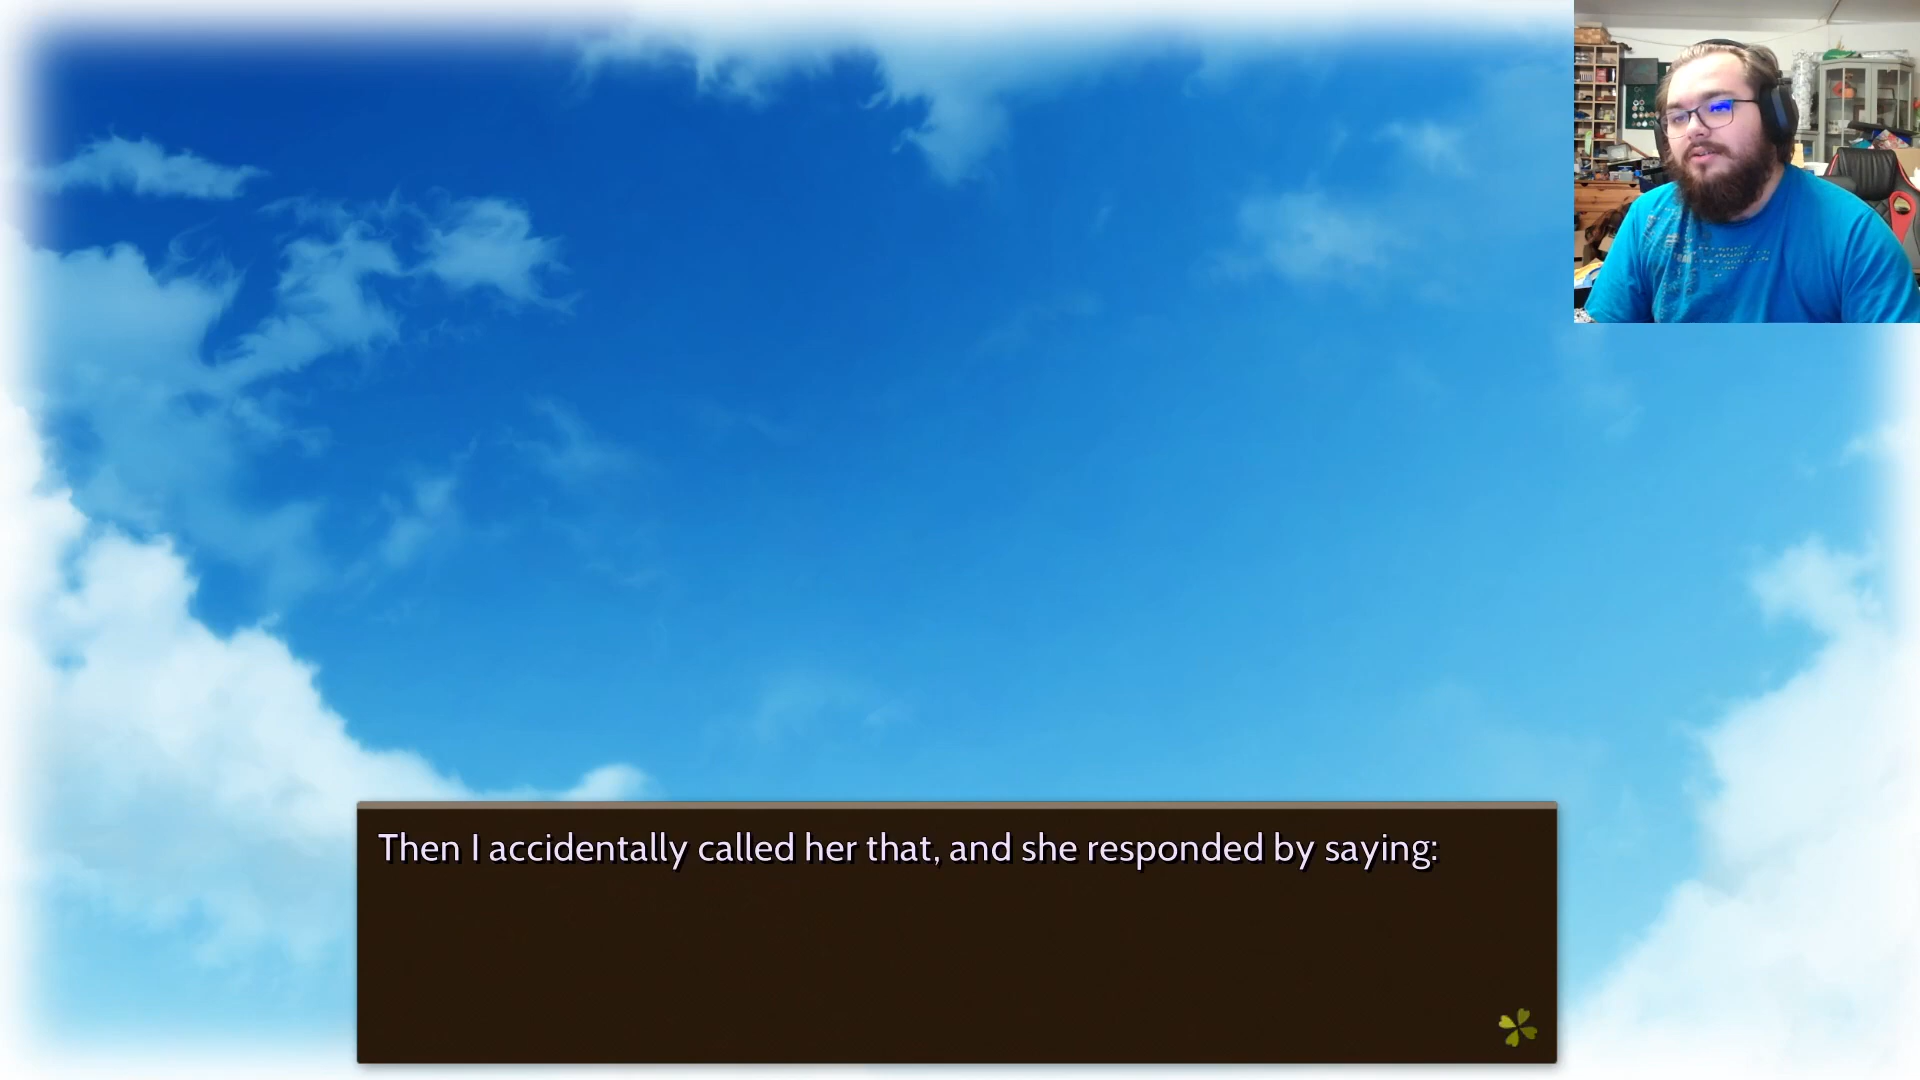 Then I accidentally called her that, and she responded by saying: